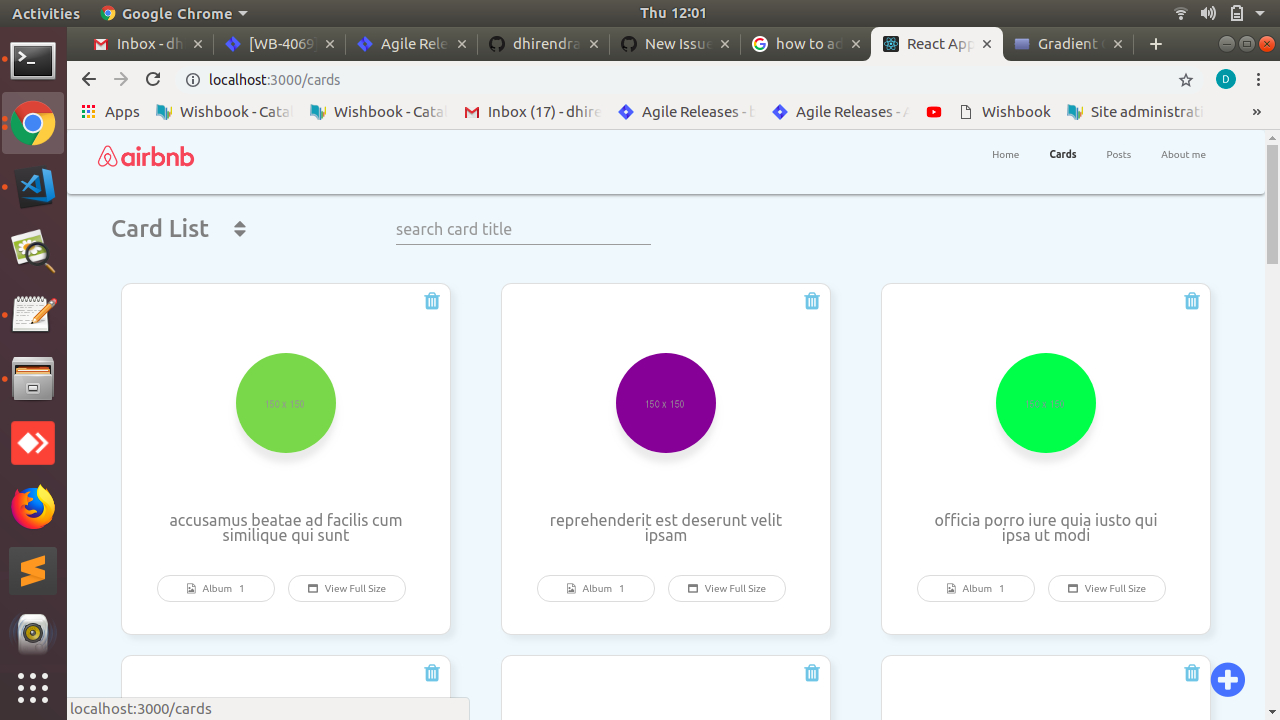 Activities Google Chrome Thu 12:01
Inbox - dh [WB-4069 Agile Rele dhirendra New Issue how to ad React App Gradient
localhost:3000/cards D
Apps Wishbook - Cata Wishbook - Cata Inbox (17) - dhire Agile Releases - b Agile Releases - A Wishbook Site administrati »
airbnb Home Cards Posts About me
Card List search card title
150 x 150 150 x 150 150 x 150
accusamus beatae ad facilis cum
similique qui sunt
reprehenderit est deserunt velit
ipsam
officia porro iure quia iusto qui
ipsa ut modi
Album 1 View Full Size Album 1 View Full Size Album 1 View Full Size
localhost:3000/cards